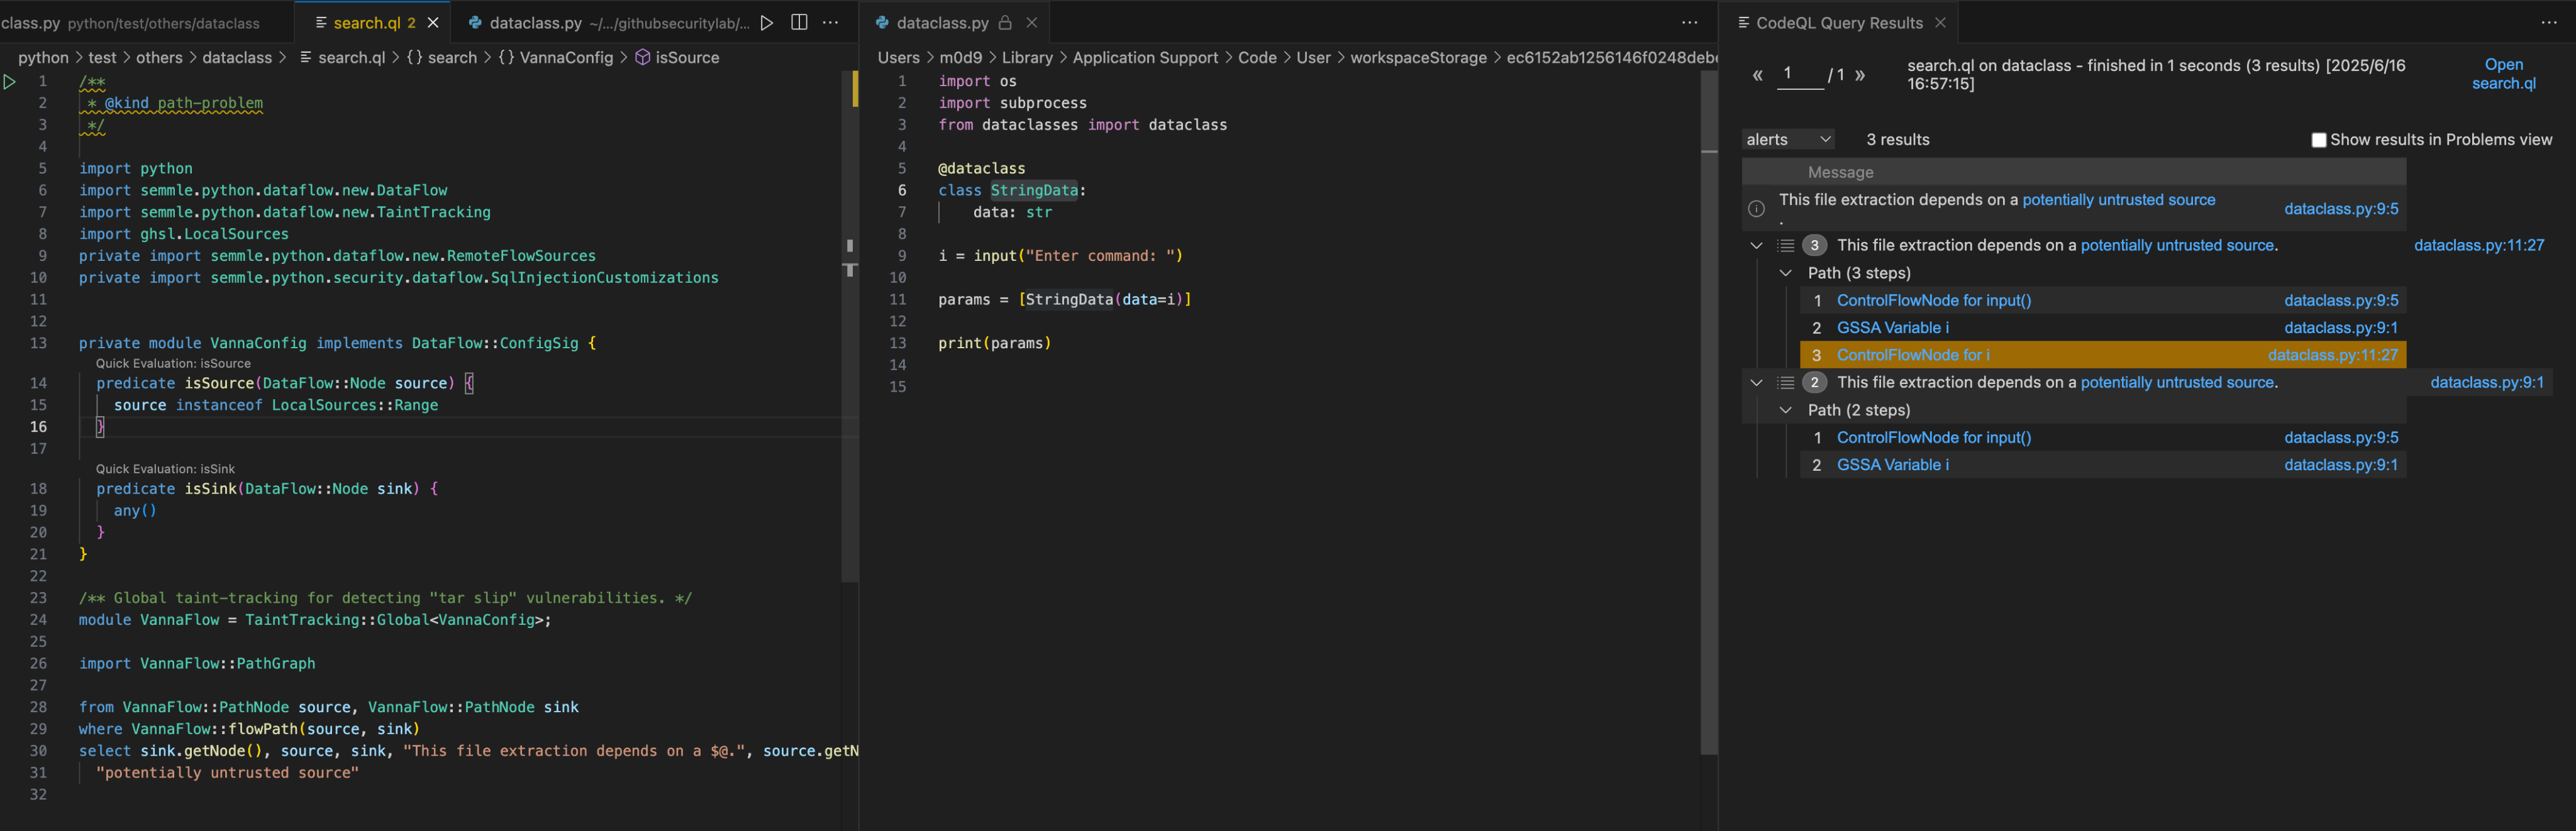 class.py python/test/others/dataclass
search.ql 2
dataclass.py ~/.../githubsecuritylab/...
python > test > others > dataclass > search.ql > {} search > {} VannaConfig > isSource
1 /**
2 * @kind path-problem
3 */
4
5 import python
6 import semmle.python.dataflow.new.DataFlow
7 import semmle.python.dataflow.new.TaintTracking
8 import ghsl.LocalSources
9 private import semmle.python.dataflow.new.RemoteFlowSources
10 private import semmle.python.security.dataflow.SqlInjectionCustomizations
11
12
13 private module VannaConfig implements DataFlow::ConfigSig {
Quick Evaluation: isSource
14 predicate isSource(DataFlow::Node source) {
15 source instanceof LocalSources::Range
16 }
17
Quick Evaluation: isSink
18 predicate isSink(DataFlow::Node sink) {
19 any()
20 }
21 }
22
23 /** Global taint-tracking for detecting "tar slip" vulnerabilities. */
24 module VannaFlow = TaintTracking::Global<VannaConfig>;
25
26 import VannaFlow::PathGraph
27
28 from VannaFlow::PathNode source, VannaFlow::PathNode sink
29 where VannaFlow::flowPath(source, sink)
30 select sink.getNode(), source, sink, "This file extraction depends on a $@.", source.getN
31 "potentially untrusted source"
32
dataclass.py
Users > m0d9 > Library > Application Support > Code > User > workspaceStorage > ec6152ab1256146f0248deb
1 import os
2 import subprocess
3 from dataclasses import dataclass
4
5 @dataclass
6 class StringData:
7 data: str
8
9 i = input("Enter command: ")
10
11 params = [StringData(data=i)]
12
13 print(params)
14
15
CodeQL Query Results
« 1 / 1 »
search.ql on dataclass - finished in 1 seconds (3 results) [2025/6/16
16:57:15]
Open
search.ql
alerts
3 results
Show results in Problems view
Message
This file extraction depends on a potentially untrusted source
.
dataclass.py:9:5
3 This file extraction depends on a potentially untrusted source. dataclass.py:11:27
Path (3 steps)
1 ControlFlowNode for input() dataclass.py:9:5
2 GSSA Variable i dataclass.py:9:1
3 ControlFlowNode for i dataclass.py:11:27
2 This file extraction depends on a potentially untrusted source. dataclass.py:9:1
Path (2 steps)
1 ControlFlowNode for input() dataclass.py:9:5
2 GSSA Variable i dataclass.py:9:1